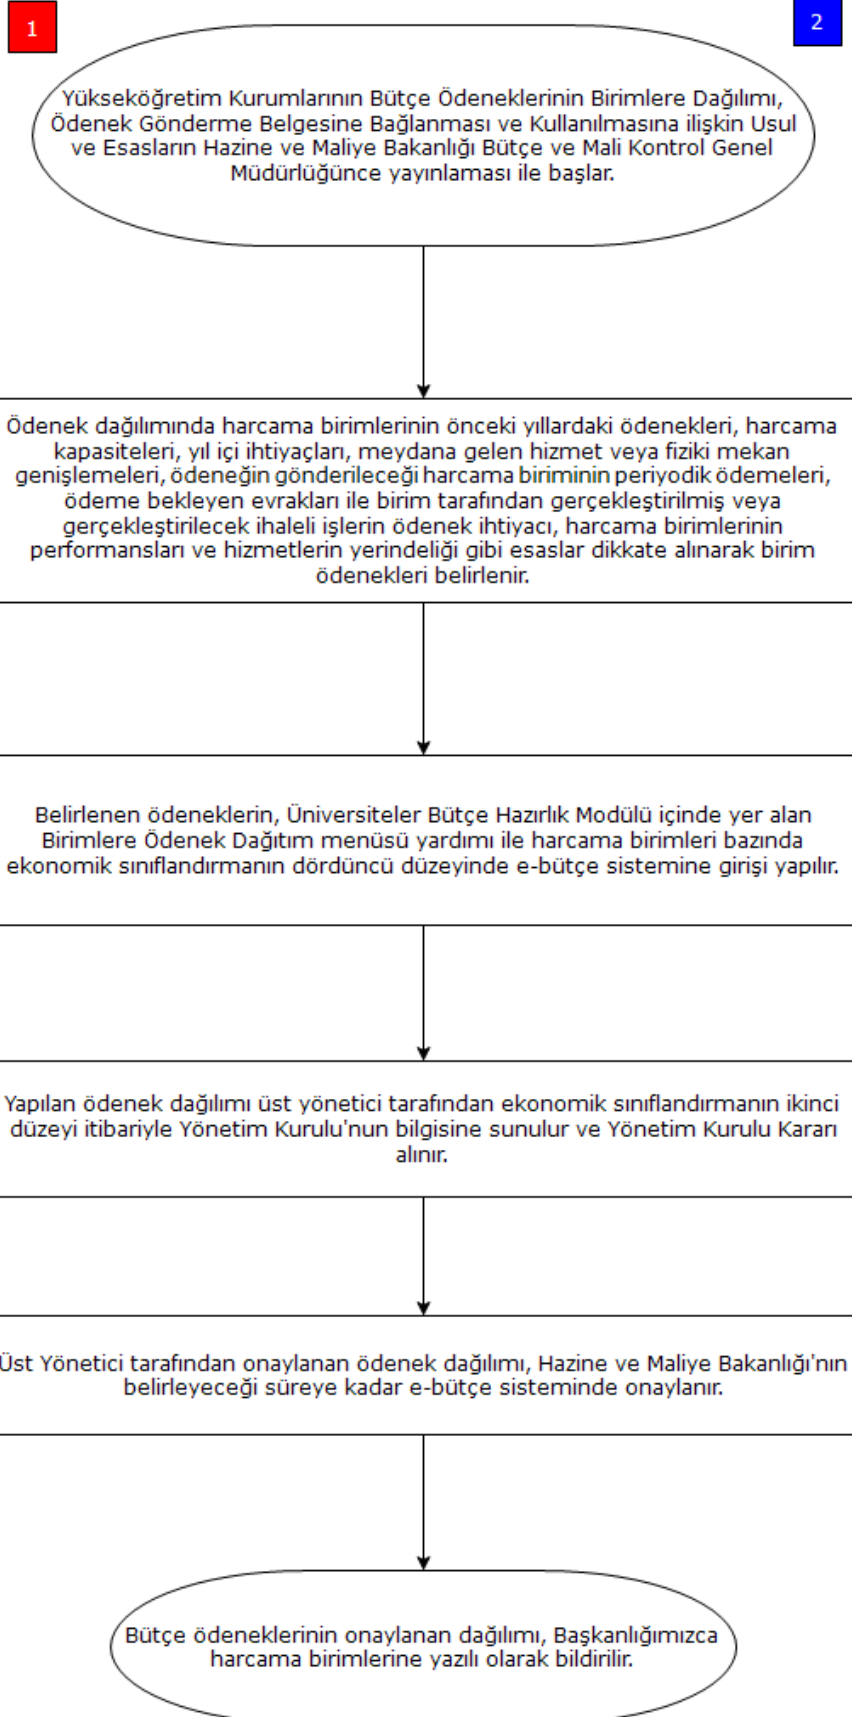 1
2
Yükseköğretim Kurumlarının Bütçe Ödeneklerinin Birimlere Dağılımı,
Ödenek Gönderme Belgesine Bağlanması ve Kullanılmasına ilişkin Usul
ve Esasların Hazine ve Maliye Bakanlığı Bütçe ve Mali Kontrol Genel
Müdürlüğünce yayınlaması ile başlar.
Ödenek dağılımında harcama birimlerinin önceki yıllardaki ödenekleri, harcama
kapasiteleri, yıl içi ihtiyaçları, meydana gelen hizmet veya fiziki mekan
genişlemeleri, ödeneğin gönderileceği harcama biriminin periyodik ödemeleri,
ödeme bekleyen evrakları ile birim tarafından gerçekleştirilmiş veya
gerçekleştirilecek ihaleli işlerin ödenek ihtiyacı, harcama birimlerinin
performansları ve hizmetlerin yerindeliği gibi esaslar dikkate alınarak birim
ödenekleri belirlenir.
Belirlenen ödeneklerin, Üniversiteler Bütçe Hazırlık Modülü içinde yer alan
Birimlere Ödenek Dağıtım menüsü yardımı ile harcama birimleri bazında
ekonomik sınıflandırmanın dördüncü düzeyinde e-bütçe sistemine girişi yapılır.
Yapılan ödenek dağılımı üst yönetici tarafından ekonomik sınıflandırmanın ikinci
düzeyi itibariyle Yönetim Kurulu'nun bilgisine sunulur ve Yönetim Kurulu Kararı
alınır.
Üst Yönetici tarafından onaylanan ödenek dağılımı, Hazine ve Maliye Bakanlığı'nın
belirleyeceği süreye kadar e-bütçe sisteminde onaylanır.
Bütçe ödeneklerinin onaylanan dağılımı, Başkanlığımızca
harcama birimlerine yazılı olarak bildirilir.